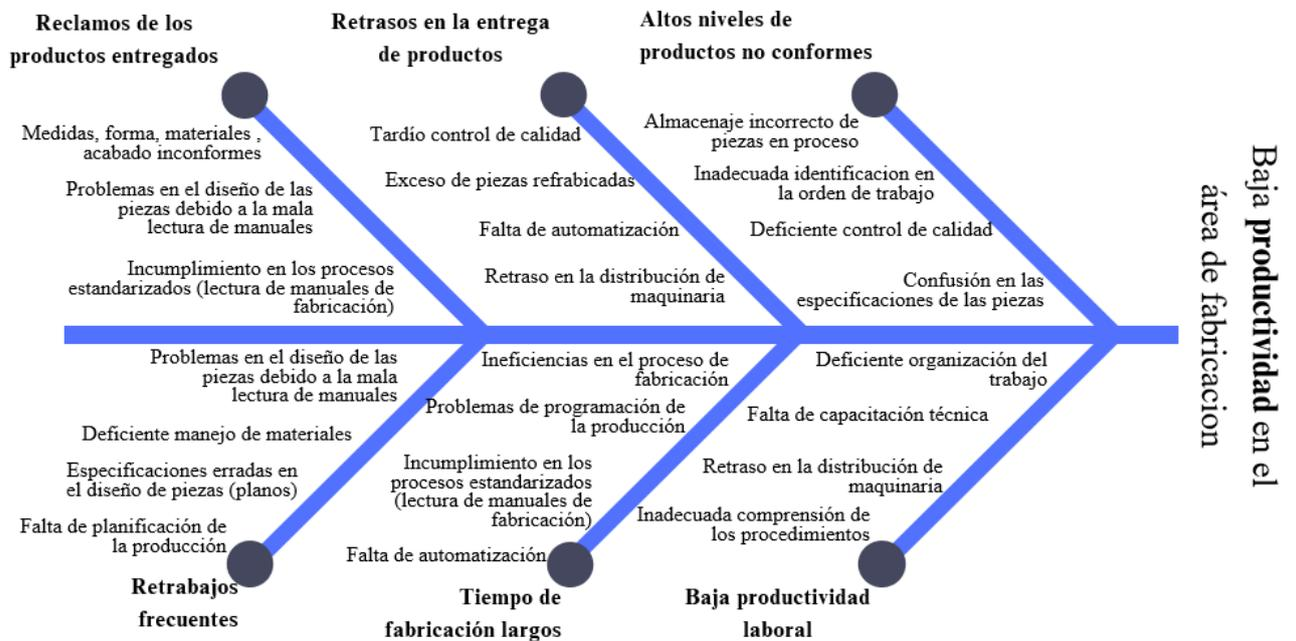 Reclamos de los
productos entregados
Medidas, forma, materiales ,
acabado inconformes
Problemas en el diseño de las
piezas debido a la mala
lectura de manuales
Incumplimiento en los procesos
estandarizados (lectura de manuales de
fabricación)
Retrasos en la entrega
de productos
Tardío control de calidad
Exceso de piezas refrabicadas
Falta de automatización
Retraso en la distribución de
maquinaria
Altos niveles de
productos no conformes
Almacenaje incorrecto de
piezas en proceso
Inadecuada identificacion en
la orden de trabajo
Deficiente control de calidad
Confusión en las
especificaciones de las piezas
Problemas en el diseño de las
piezas debido a la mala
lectura de manuales
Deficiente manejo de materiales
Especificaciones erradas en
el diseño de piezas (planos)
Falta de planificación de
la producción
Retrabajos
frecuentes
Ineficiencias en el proceso de
fabricación
Problemas de programación de
la producción
Incumplimiento en los
procesos estandarizados
(lectura de manuales de
fabricación)
Falta de automatización
Tiempo de
fabricación largos
Deficiente organización del
trabajo
Falta de capacitación técnica
Retraso en la distribución de
maquinaria
Inadecuada comprensión de
los procedimientos
Baja productividad
laboral
Baja productividad en el
área de fabricacion